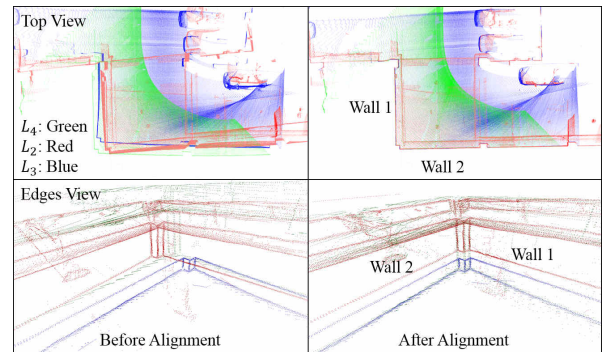 Top View
L₄: Green
L₂: Red
L₃: Blue
Wall 1
Wall 2
Edges View
Before Alignment
Wall 2
Wall 1
After Alignment